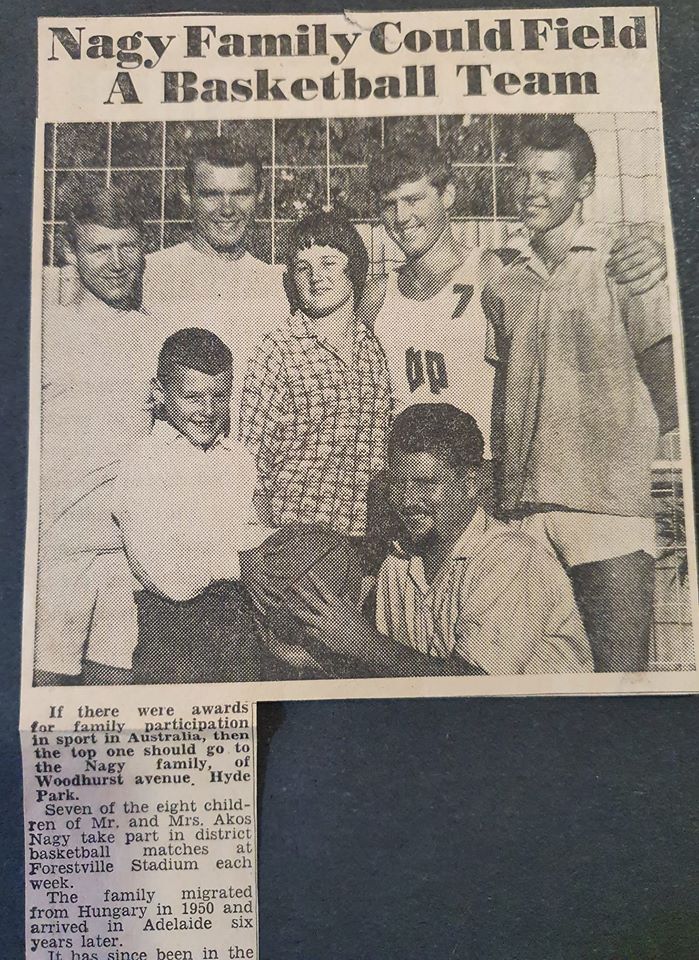 Nagy Family Could Field
A Basketball Team
7
bp
If there were awards
for family participation
in sport in Australia, then
the top one should go to
the Nagy family, of
Woodhurst avenue, Hyde
Park.
Seven of the eight child-
ren of Mr. and Mrs. Akos
Nagy take part in district
basketball matches at
Forestville Stadium each
week.
The family migrated
from Hungary in 1950 and
arrived in Adelaide six
years later.
It has since been in the